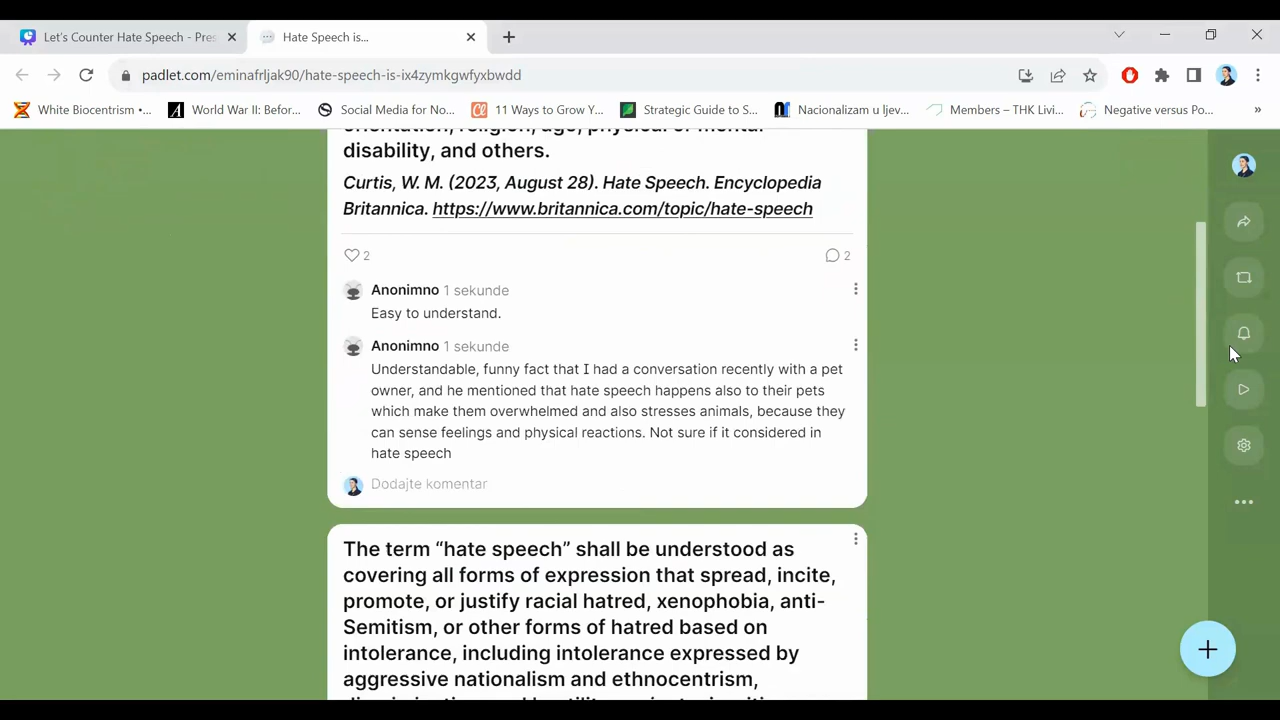 Let's Counter Hate Speech - Pres
Hate Speech is...
padlet.com/eminafrljak90/hate-speech-is-ix4zymkgwfyxbwdd
White Biocentrism •...
World War II: Befor...
Social Media for No...
11 Ways to Grow Y...
Strategic Guide to S...
Nacionalizam u ljev...
Members – THK Livi...
Negative versus Po...
»
orientation, religion, age, physical or mental
disability, and others.
Curtis, W. M. (2023, August 28). Hate Speech. Encyclopedia
Britannica. https://www.britannica.com/topic/hate-speech
2
2
Anonimno 1 sekunde
Easy to understand.
Anonimno 1 sekunde
Understandable, funny fact that I had a conversation recently with a pet
owner, and he mentioned that hate speech happens also to their pets
which make them overwhelmed and also stresses animals, because they
can sense feelings and physical reactions. Not sure if it considered in
hate speech
Dodajte komentar
The term “hate speech” shall be understood as
covering all forms of expression that spread, incite,
promote, or justify racial hatred, xenophobia, anti-
Semitism, or other forms of hatred based on
intolerance, including intolerance expressed by
aggressive nationalism and ethnocentrism,